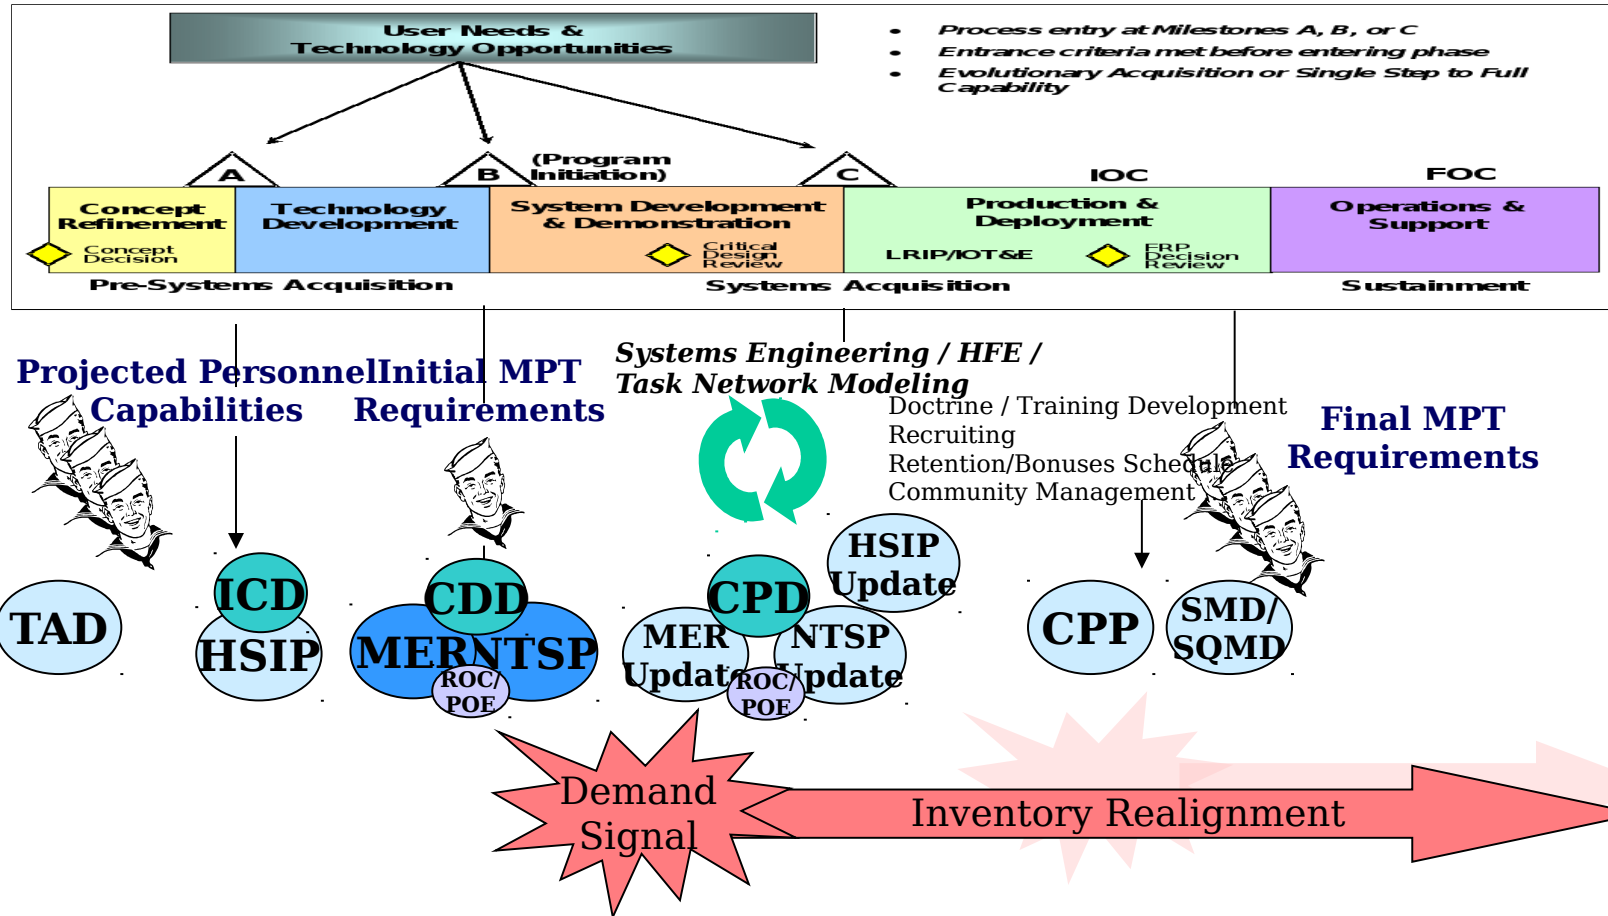 User Needs &
Technology Opportunities
• Process entry at Milestones A, B, or C
• Entrance criteria met before entering phase
• Evolutionary Acquisition or Single Step to Full
Capability
A
B
(Program
Initiation)
C
IOC
FOC
Concept
Refinement
Concept
Decision
Technology
Development
System Development
& Demonstration
Critical
Design
Review
Production &
Deployment
LRIP/IOT&E
FRP
Decision
Review
Operations &
Support
Pre-Systems Acquisition
Systems Acquisition
Sustainment
Projected Personnel
Capabilities
Initial MPT
Requirements
Systems Engineering / HFE /
Task Network Modeling
Doctrine / Training Development
Recruiting
Retention/Bonuses Schedule
Community Management
Final MPT
Requirements
TAD
ICD
HSIP
CDD
MER
NTSP
ROC/
POE
CPD
HSIP
Update
MER
Update
NTSP
Update
ROC/
POE
CPP
SMD/
SQMD
Demand
Signal
Inventory Realignment